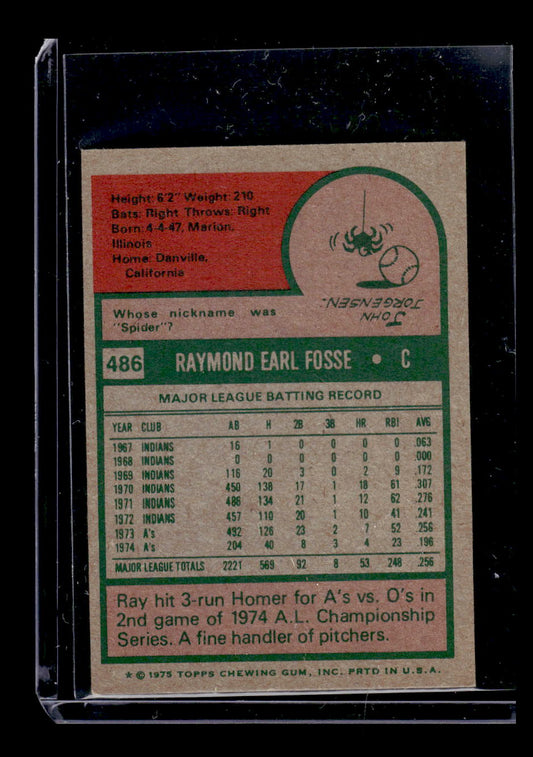 Height: 6'2" Weight: 210
Bats: Right Throws: Right
Born: 4-4-47, Marion,
Illinois
Home: Danville,
California
JOHN
JORGENSEN.
Whose nickname was
"Spider"?
486 RAYMOND EARL FOSSE • C
MAJOR LEAGUE BATTING RECORD
YEAR CLUB AB H 2B 3B HR RBI AVG
1967 INDIANS 16 1 0 0 0 0 .063
1968 INDIANS 0 0 0 0 0 0 .000
1969 INDIANS 116 20 3 0 2 9 .172
1970 INDIANS 450 138 17 1 18 61 .307
1971 INDIANS 486 134 21 1 12 62 .276
1972 INDIANS 457 110 20 1 10 41 .241
1973 A's 492 126 23 2 7 52 .256
1974 A's 204 40 8 3 4 23 .196
MAJOR LEAGUE TOTALS 2221 569 92 8 53 248 .256
Ray hit 3-run Homer for A's vs. O's in
2nd game of 1974 A.L. Championship
Series. A fine handler of pitchers.
* © 1975 TOPPS CHEWING GUM, INC. PRTD IN U.S.A.